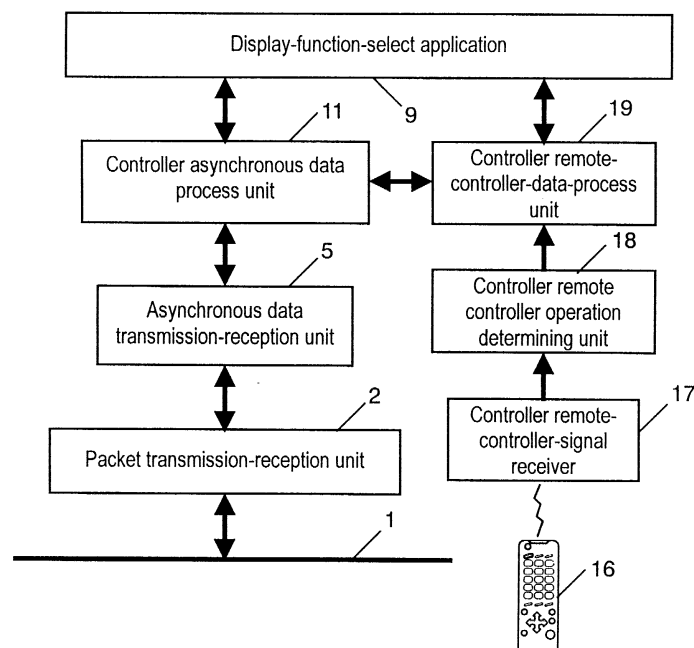 Display-function-select application
9
11
19
Controller asynchronous data
process unit
Controller remote-
controller-data-process
unit
5
18
Asynchronous data
transmission-reception unit
Controller remote
controller operation
determining unit
2
17
Packet transmission-reception unit
Controller remote-
controller-signal
receiver
1
16